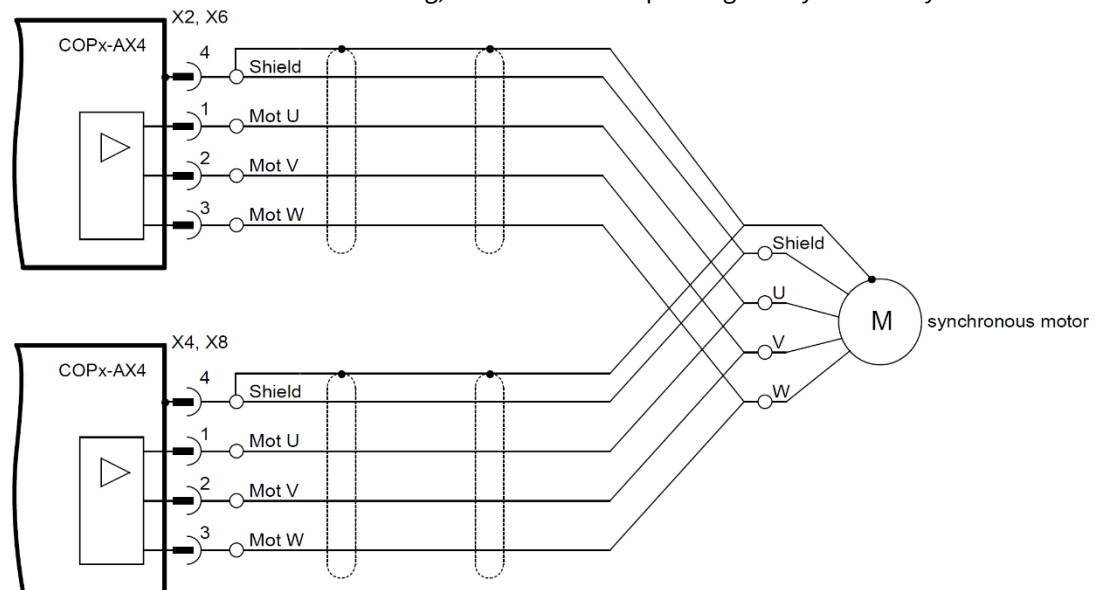 X2, X6
COPx-AX4
4
Shield
1
Mot U
2
Mot V
3
Mot W
Shield
U
M
synchronous motor
V
W
X4, X8
COPx-AX4
4
Shield
1
Mot U
2
Mot V
3
Mot W